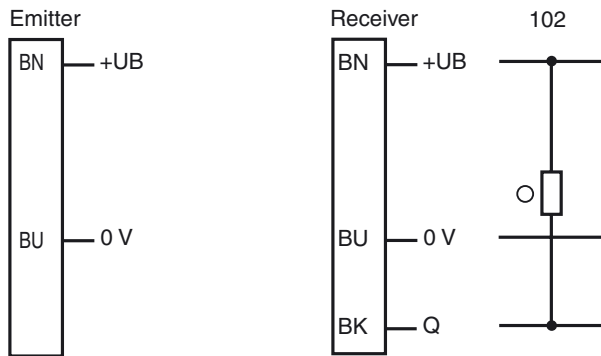 Emitter
BN +UB
BU 0 V
Receiver
BN +UB
BU 0 V
BK Q
102